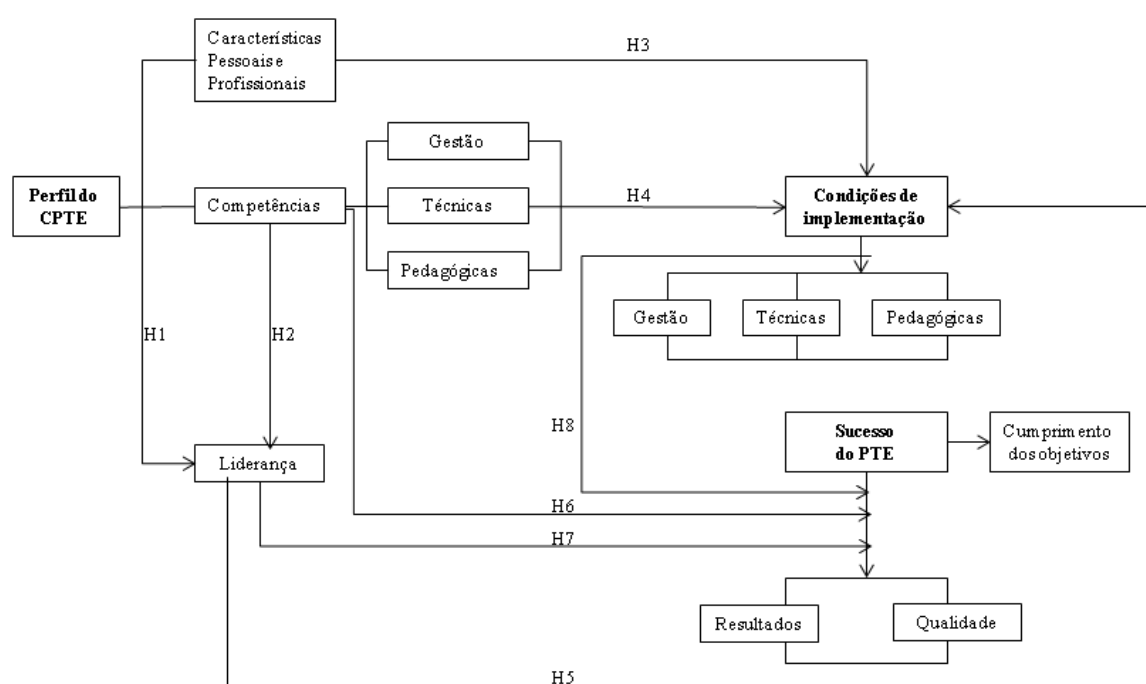 Características
Pessoais e
Profissionais
H3
Gestão
Perfil do
CPTE
Competências
Técnicas
H4
Condições de
implementação
Pedagógicas
Gestão
Técnicas
Pedagógicas
H1
H2
H8
Sucesso
do PTE
Cumprimento
dos objetivos
Liderança
H6
H7
Resultados
Qualidade
H5